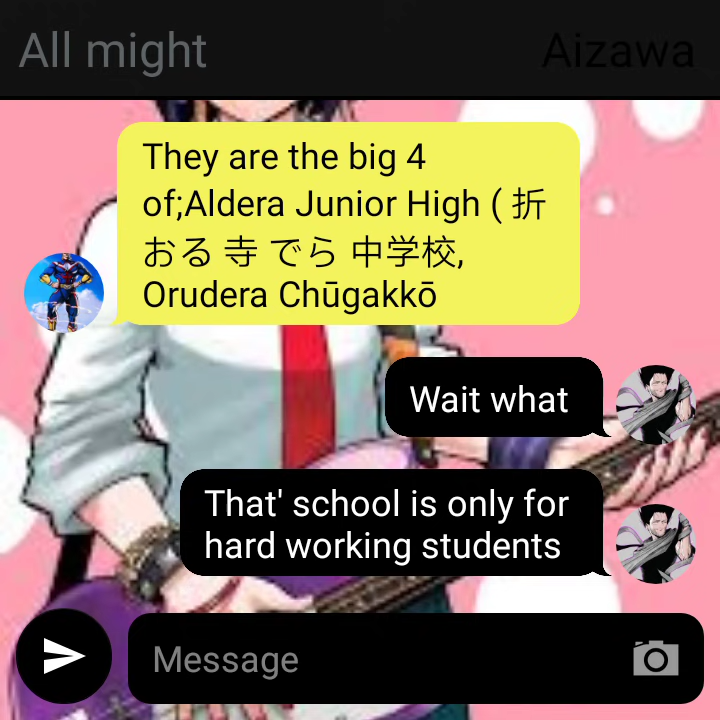 All might
Aizawa
They are the big 4
of;Aldera Junior High ( 折
おる 寺 でら 中学校,
Orudera Chūgakkō
Wait what
That' school is only for
hard working students
Message